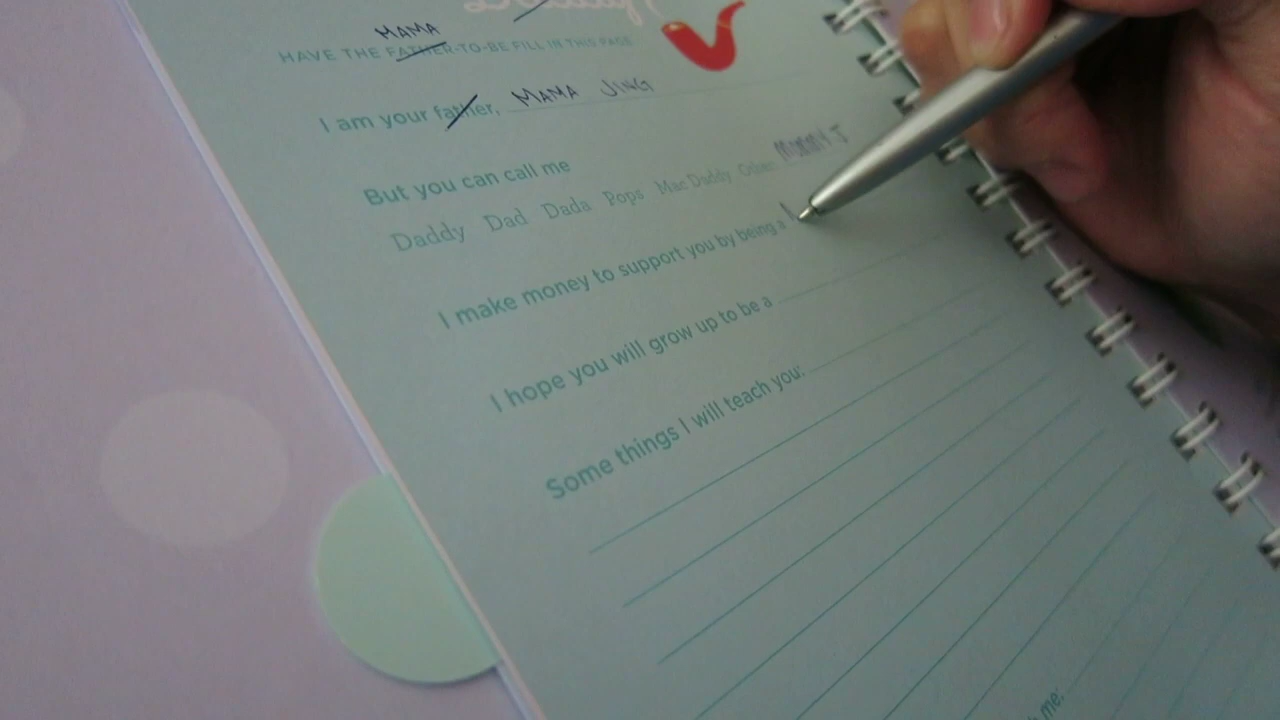 MAMA
HAVE THE FATHER-TO-BE FILL IN THIS PAGE
I am your father, MAMA JING
But you can call me
Daddy Dad Dada Pops Mac Daddy Other: MOMMY J
I make money to support you by being a
I hope you will grow up to be a
Some things I will teach you:
me: